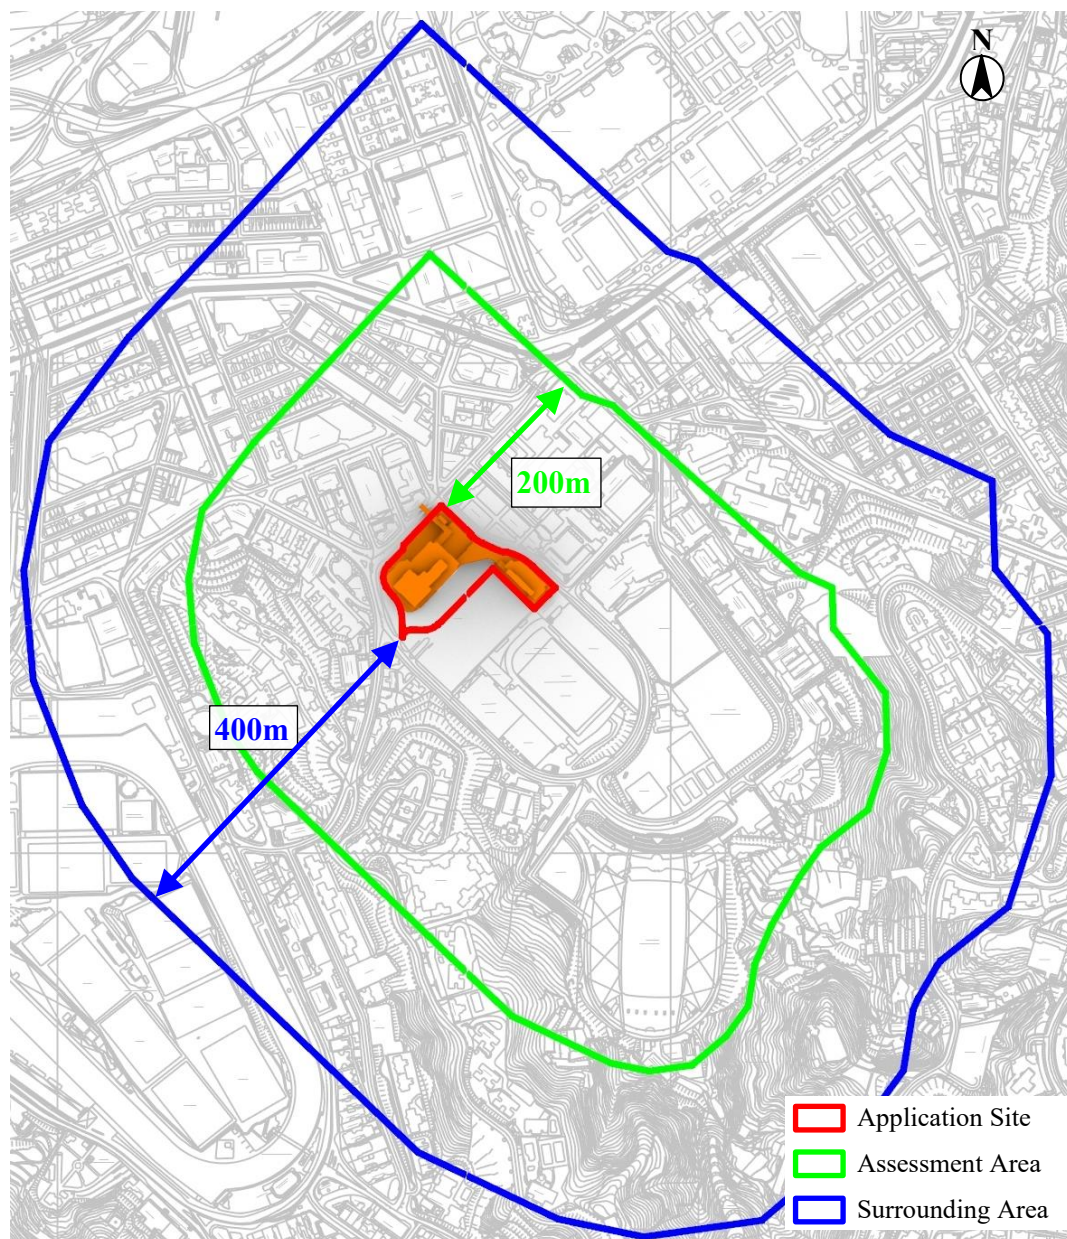 N
200m
400m
Application Site
Assessment Area
Surrounding Area